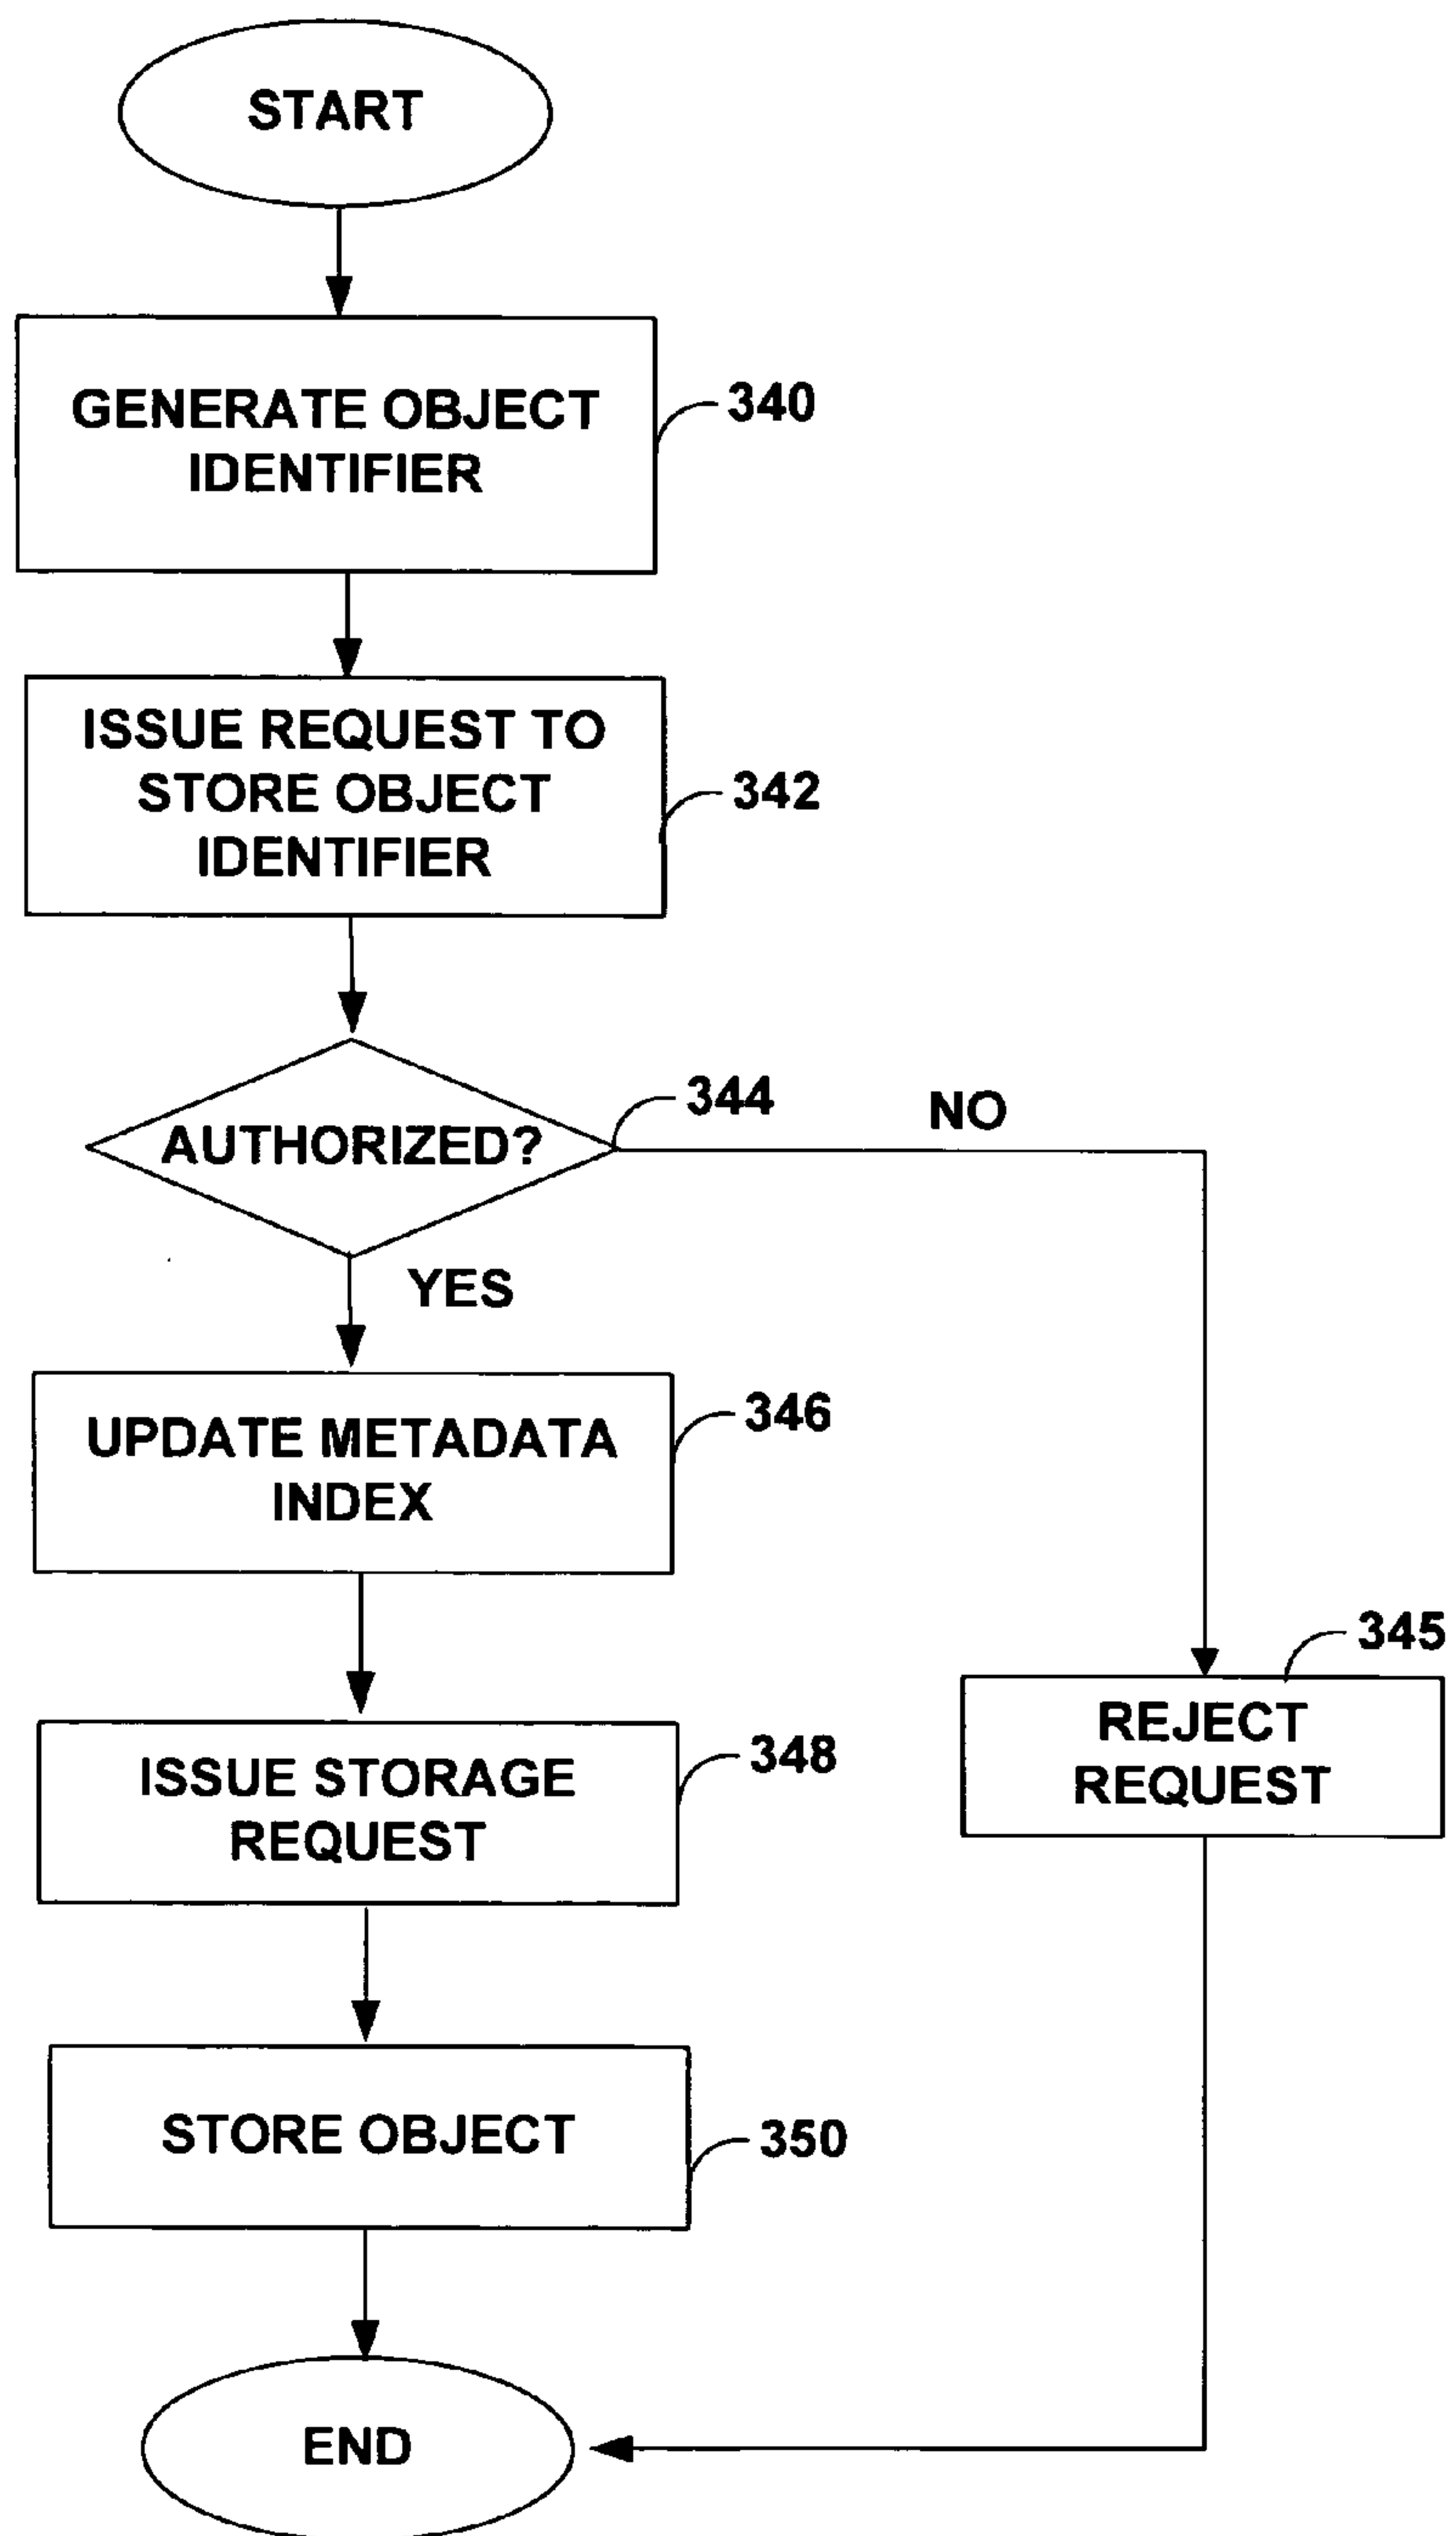 START
GENERATE OBJECT
IDENTIFIER
340
ISSUE REQUEST TO
STORE OBJECT
IDENTIFIER
342
AUTHORIZED?
344
NO
YES
UPDATE METADATA
INDEX
346
345
REJECT
REQUEST
ISSUE STORAGE
REQUEST
348
STORE OBJECT
350
END